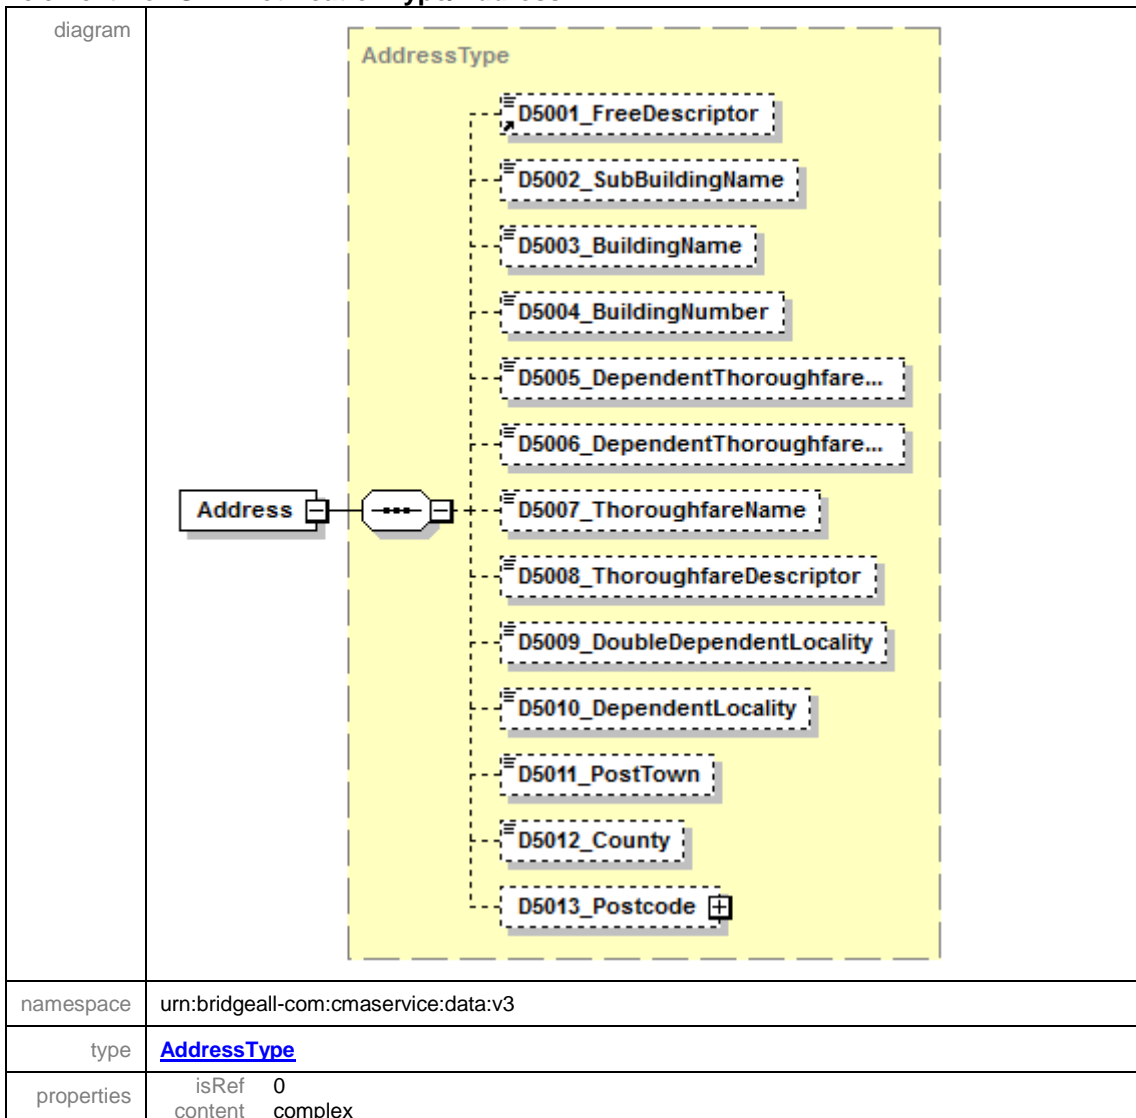 diagram
AddressType
D5001_FreeDescriptor
D5002_SubBuildingName
D5003_BuildingName
D5004_BuildingNumber
D5005_DependentThoroughfare...
D5006_DependentThoroughfare...
Address
D5007_ThoroughfareName
D5008_ThoroughfareDescriptor
D5009_DoubleDependentLocality
D5010_DependentLocality
D5011_PostTown
D5012_County
D5013_Postcode
namespace urn:bridgeall-com:cmaservice:data:v3
type AddressType
properties isRef 0
content complex